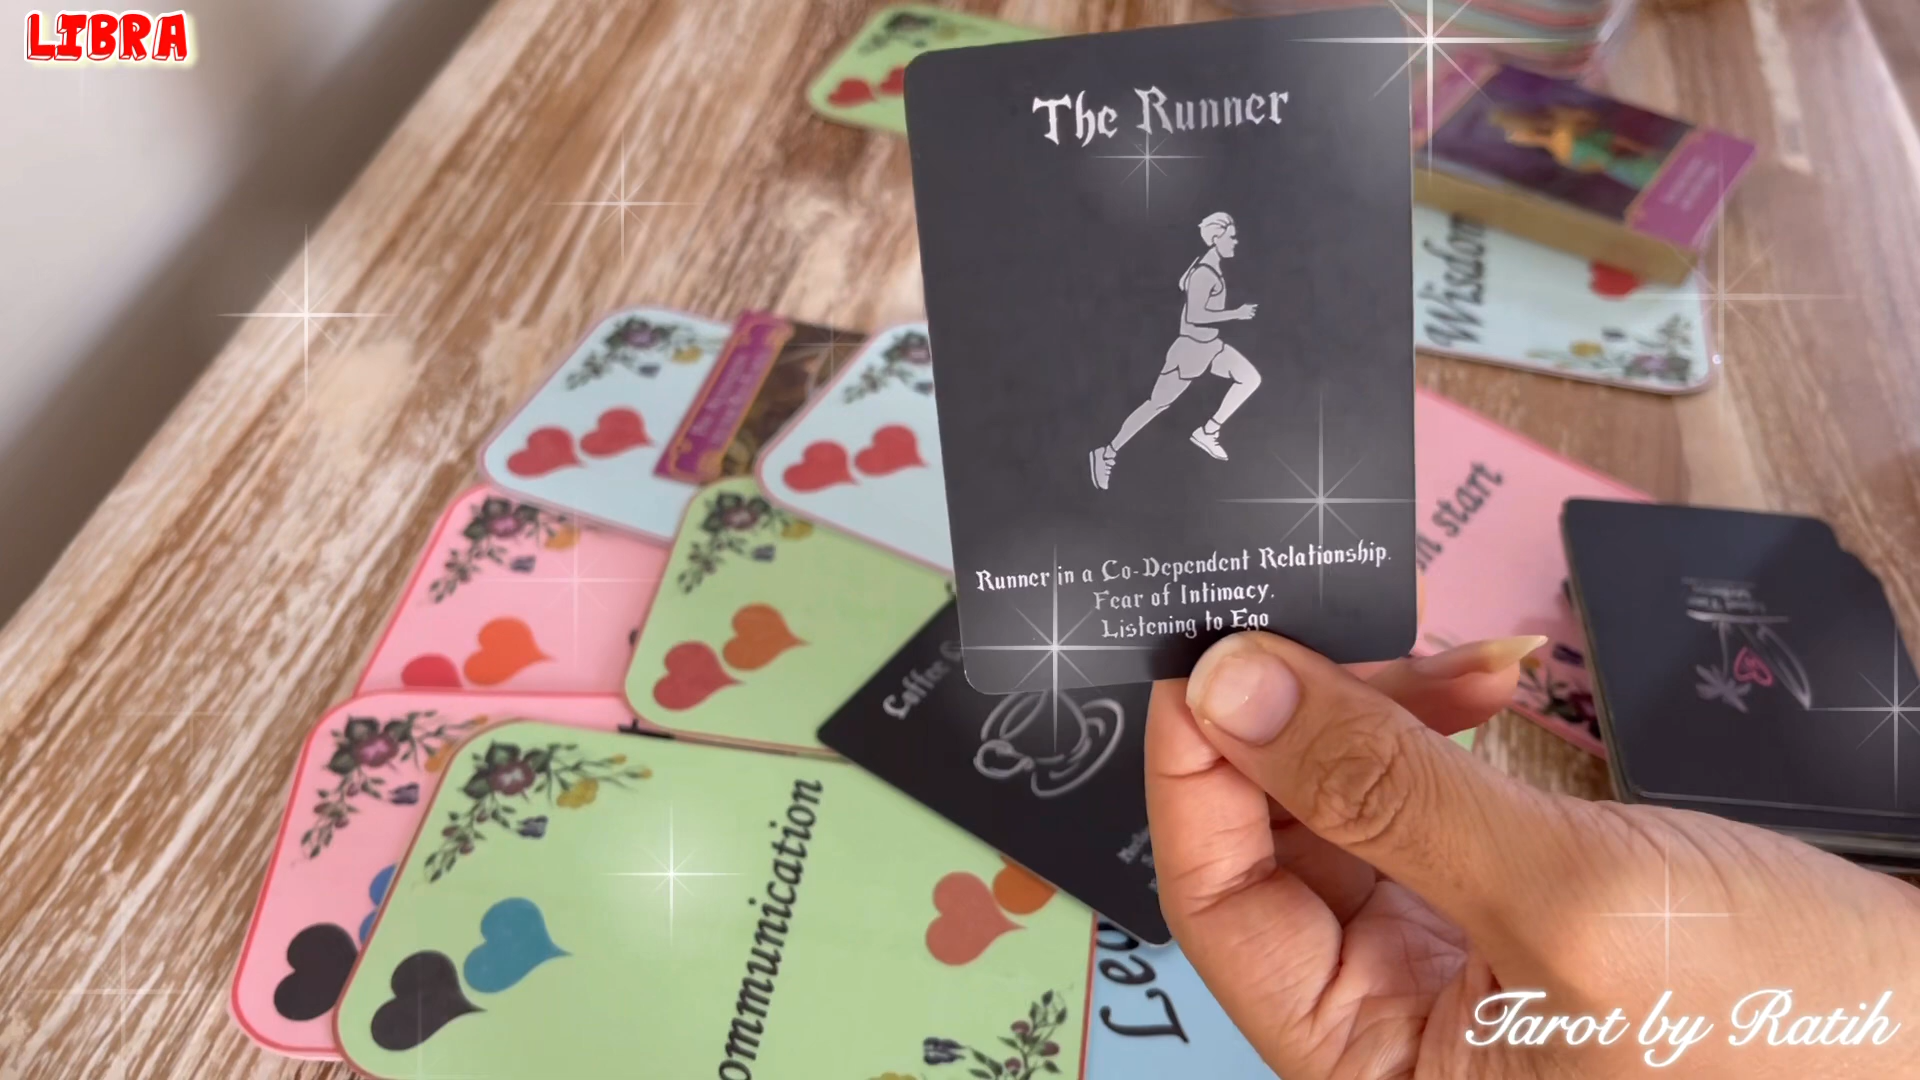 LIBRA
The Runner
Runner in a Co-Dependent Relationship.
Fear of Intimacy.
Listening to Ego
Wisdom
start
ommunication
Tarot by Ratih